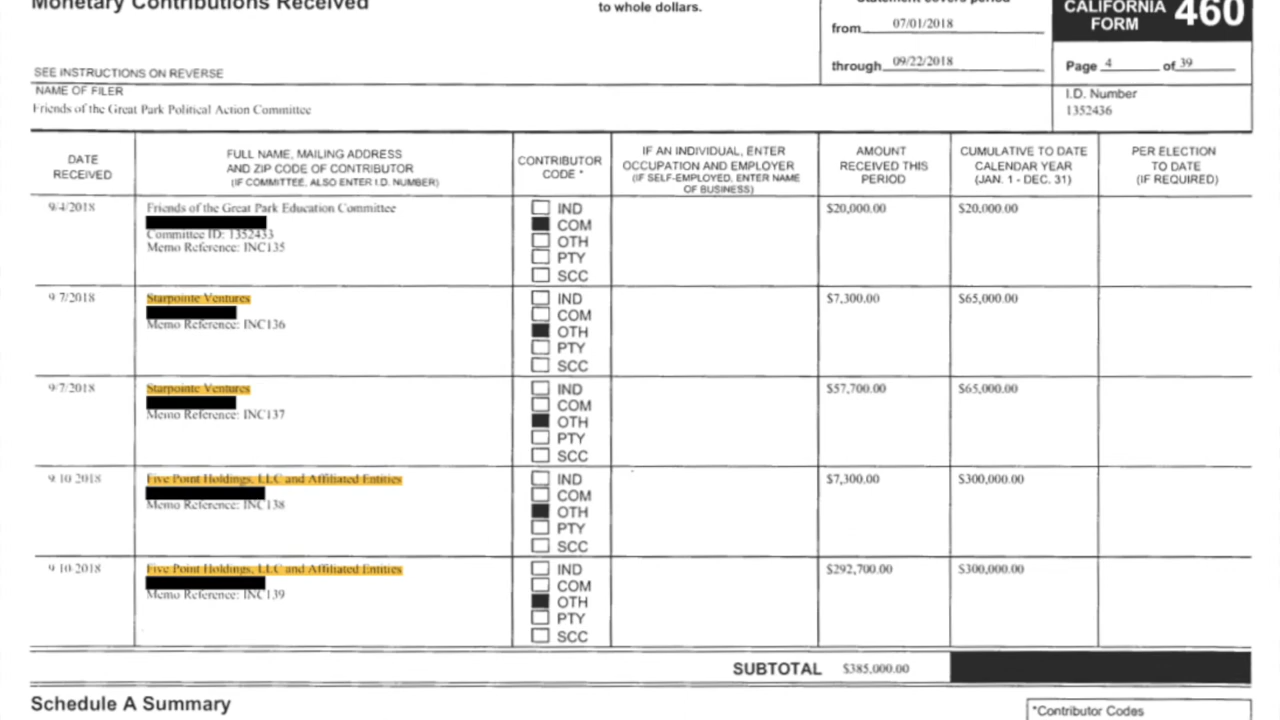 Monetary Contributions Received
to whole dollars.
Statement covers period
from 07/01/2018
through 09/22/2018
CALIFORNIA
FORM 460
Page 4 of 39
SEE INSTRUCTIONS ON REVERSE
NAME OF FILER
Friends of the Great Park Political Action Committee
I.D. Number
1352436
DATE
RECEIVED
FULL NAME, MAILING ADDRESS
AND ZIP CODE OF CONTRIBUTOR
(IF COMMITTEE, ALSO ENTER I.D. NUMBER)
CONTRIBUTOR
CODE *
IF AN INDIVIDUAL, ENTER
OCCUPATION AND EMPLOYER
(IF SELF-EMPLOYED, ENTER NAME
OF BUSINESS)
AMOUNT
RECEIVED THIS
PERIOD
CUMULATIVE TO DATE
CALENDAR YEAR
(JAN. 1 - DEC. 31)
PER ELECTION
TO DATE
(IF REQUIRED)
9/4/2018
Friends of the Great Park Education Committee
Committee ID: 1352433
Memo Reference: INC135
IND
COM
OTH
PTY
SCC
$20,000.00
$20,000.00
9/7/2018
Starpointe Ventures
Memo Reference: INC136
IND
COM
OTH
PTY
SCC
$7,300.00
$65,000.00
9/7/2018
Starpointe Ventures
Memo Reference: INC137
IND
COM
OTH
PTY
SCC
$57,700.00
$65,000.00
9/10/2018
Five Point Holdings, LLC and Affiliated Entities
Memo Reference: INC138
IND
COM
OTH
PTY
SCC
$7,300.00
$300,000.00
9/10/2018
Five Point Holdings, LLC and Affiliated Entities
Memo Reference: INC139
IND
COM
OTH
PTY
SCC
$292,700.00
$300,000.00
SUBTOTAL $385,000.00
Schedule A Summary
*Contributor Codes